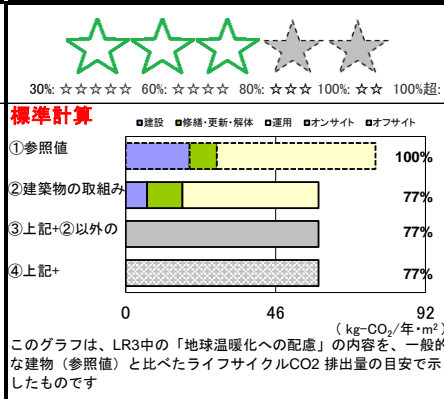 30%: ☆☆☆☆☆ 60%: ☆☆☆☆ 80%: ☆☆☆ 100%: ☆☆ 100%超:
標準計算
■建設 ■修繕・更新・解体 □運用 ■オンサイト ■オフサイト
①参照値 100%
②建築物の取組み 77%
③上記+②以外の 77%
④上記+ 77%
0 46 92
( kg-CO₂/年・m² )
このグラフは、LR3中の「地球温暖化への配慮」の内容を、一般的
な建物（参照値）と比べたライフサイクルCO2 排出量の目安で示
したものです